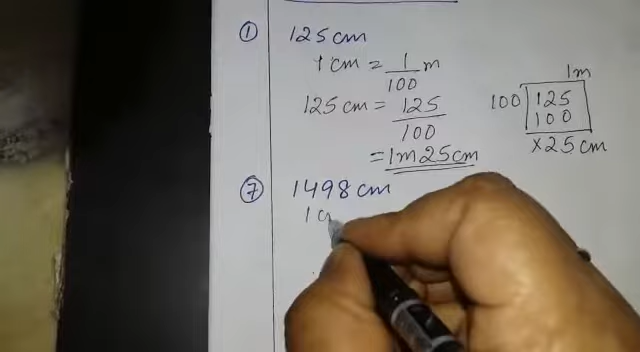 ① 125 cm
1 cm = 1/100 m
125 cm = 125/100
= 1m 25cm
1m
100 125
100
×25 cm
⑦ 1498 cm
1 c